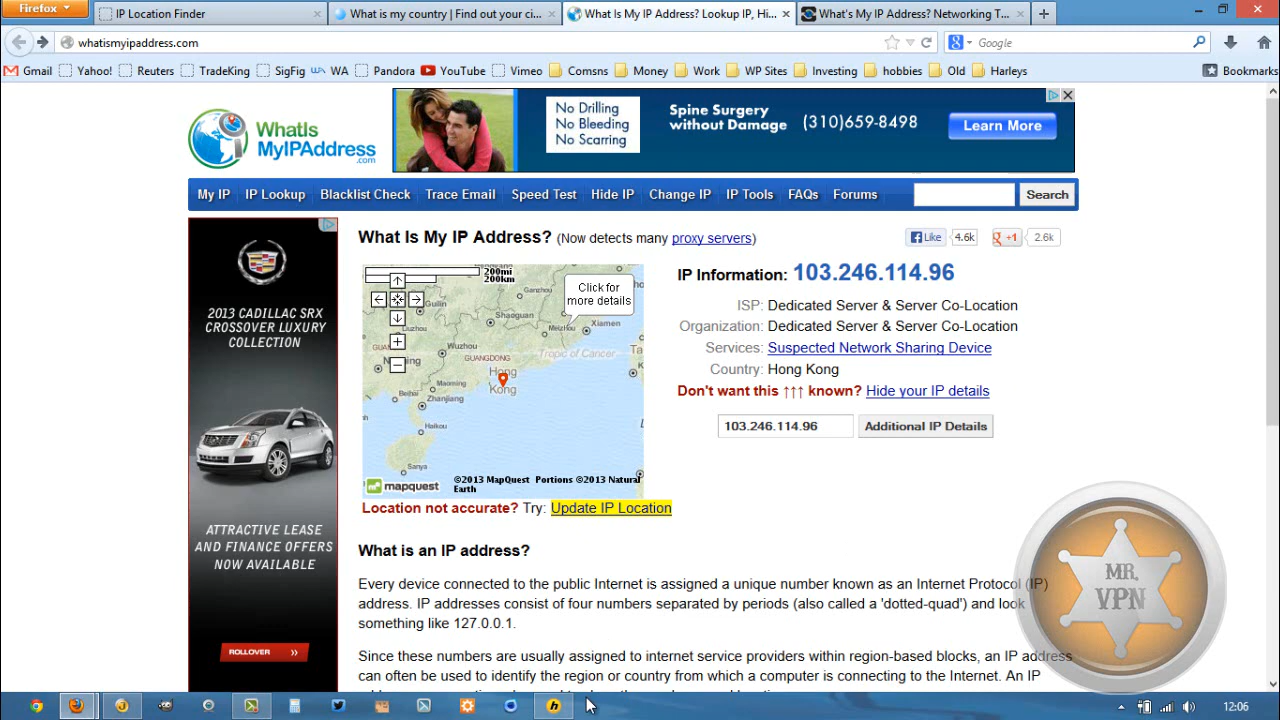 Firefox
IP Location Finder
What is my country | Find out your ci...
What Is My IP Address? Lookup IP, Hi...
What's My IP Address? Networking T...
whatismyipaddress.com
Google
Gmail Yahoo! Reuters TradeKing SigFig WA Pandora YouTube Vimeo Comsns Money Work WP Sites Investing hobbies Old Harleys Bookmarks
WhatIs
MyIPAddress
.com
No Drilling
No Bleeding
No Scarring
Spine Surgery
without Damage
(310)659-8498
Learn More
My IP IP Lookup Blacklist Check Trace Email Speed Test Hide IP Change IP IP Tools FAQs Forums Search
What Is My IP Address? (Now detects many proxy servers)
Like 4.6k +1 2.6k
2013 CADILLAC SRX
CROSSOVER LUXURY
COLLECTION
ATTRACTIVE LEASE
AND FINANCE OFFERS
NOW AVAILABLE
ROLLOVER
200mi
200km
Click for
more details
Ganzhou
Guilin
Shaoguan
Liuzhou
Meizhou
Xiamen
Wuzhou
Tropic of Cancer
GUANGDONG
Hong
Kong
Maoming
Beihai
Zhanjiang
Haikou
Sanya
mapquest
©2013 MapQuest Portions ©2013 Natural
Earth
Location not accurate? Try: Update IP Location
IP Information: 103.246.114.96
ISP: Dedicated Server & Server Co-Location
Organization: Dedicated Server & Server Co-Location
Services: Suspected Network Sharing Device
Country: Hong Kong
Don't want this ↑↑↑ known? Hide your IP details
103.246.114.96 Additional IP Details
What is an IP address?
Every device connected to the public Internet is assigned a unique number known as an Internet Protocol (IP)
address. IP addresses consist of four numbers separated by periods (also called a 'dotted-quad') and look
something like 127.0.0.1.
Since these numbers are usually assigned to internet service providers within region-based blocks, an IP address
can often be used to identify the region or country from which a computer is connecting to the Internet. An IP
MR.
VPN
12:06